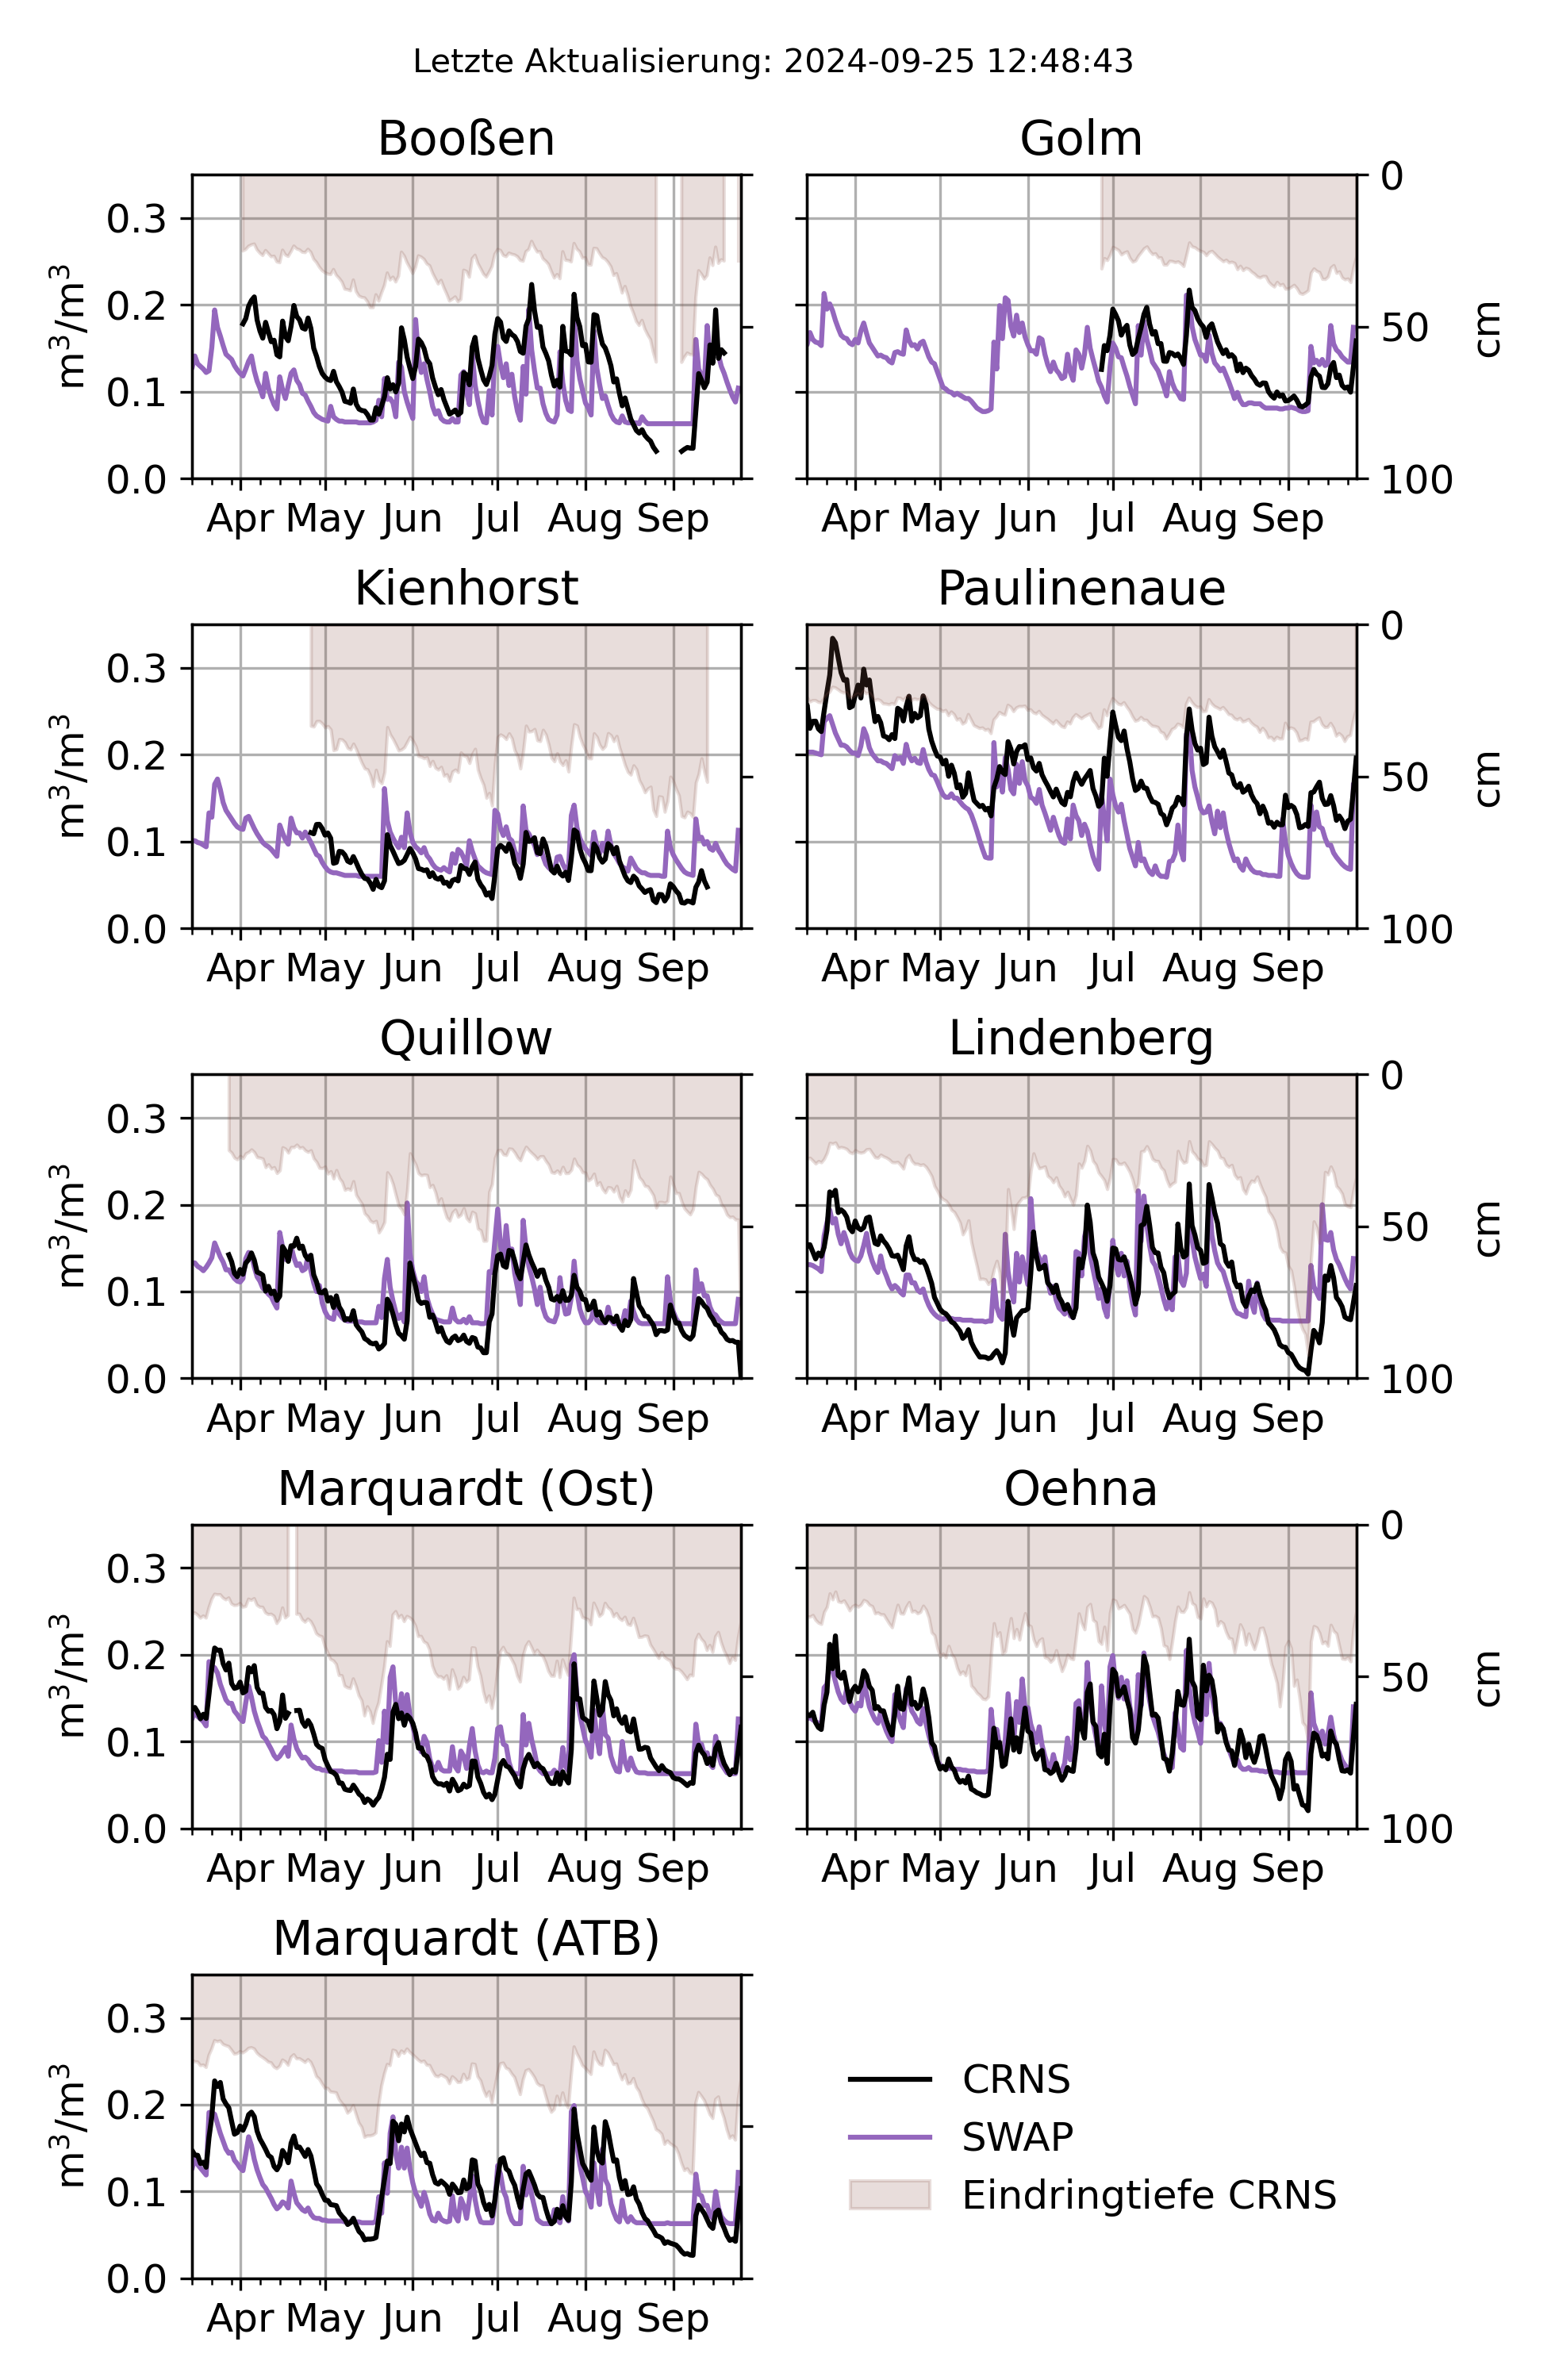 Letzte Aktualisierung: 2024-09-25 12:48:43
Booßen
Golm
0.3
0.2
0.1
0.0
m³/m³
Apr May Jun Jul Aug Sep
0
50
100
cm
Apr May Jun Jul Aug Sep
Kienhorst
Paulinenaue
0.3
0.2
0.1
0.0
m³/m³
Apr May Jun Jul Aug Sep
0
50
100
cm
Apr May Jun Jul Aug Sep
Quillow
Lindenberg
0.3
0.2
0.1
0.0
m³/m³
Apr May Jun Jul Aug Sep
0
50
100
cm
Apr May Jun Jul Aug Sep
Marquardt (Ost)
Oehna
0.3
0.2
0.1
0.0
m³/m³
Apr May Jun Jul Aug Sep
0
50
100
cm
Apr May Jun Jul Aug Sep
Marquardt (ATB)
0.3
0.2
0.1
0.0
m³/m³
Apr May Jun Jul Aug Sep
CRNS
SWAP
Eindringtiefe CRNS